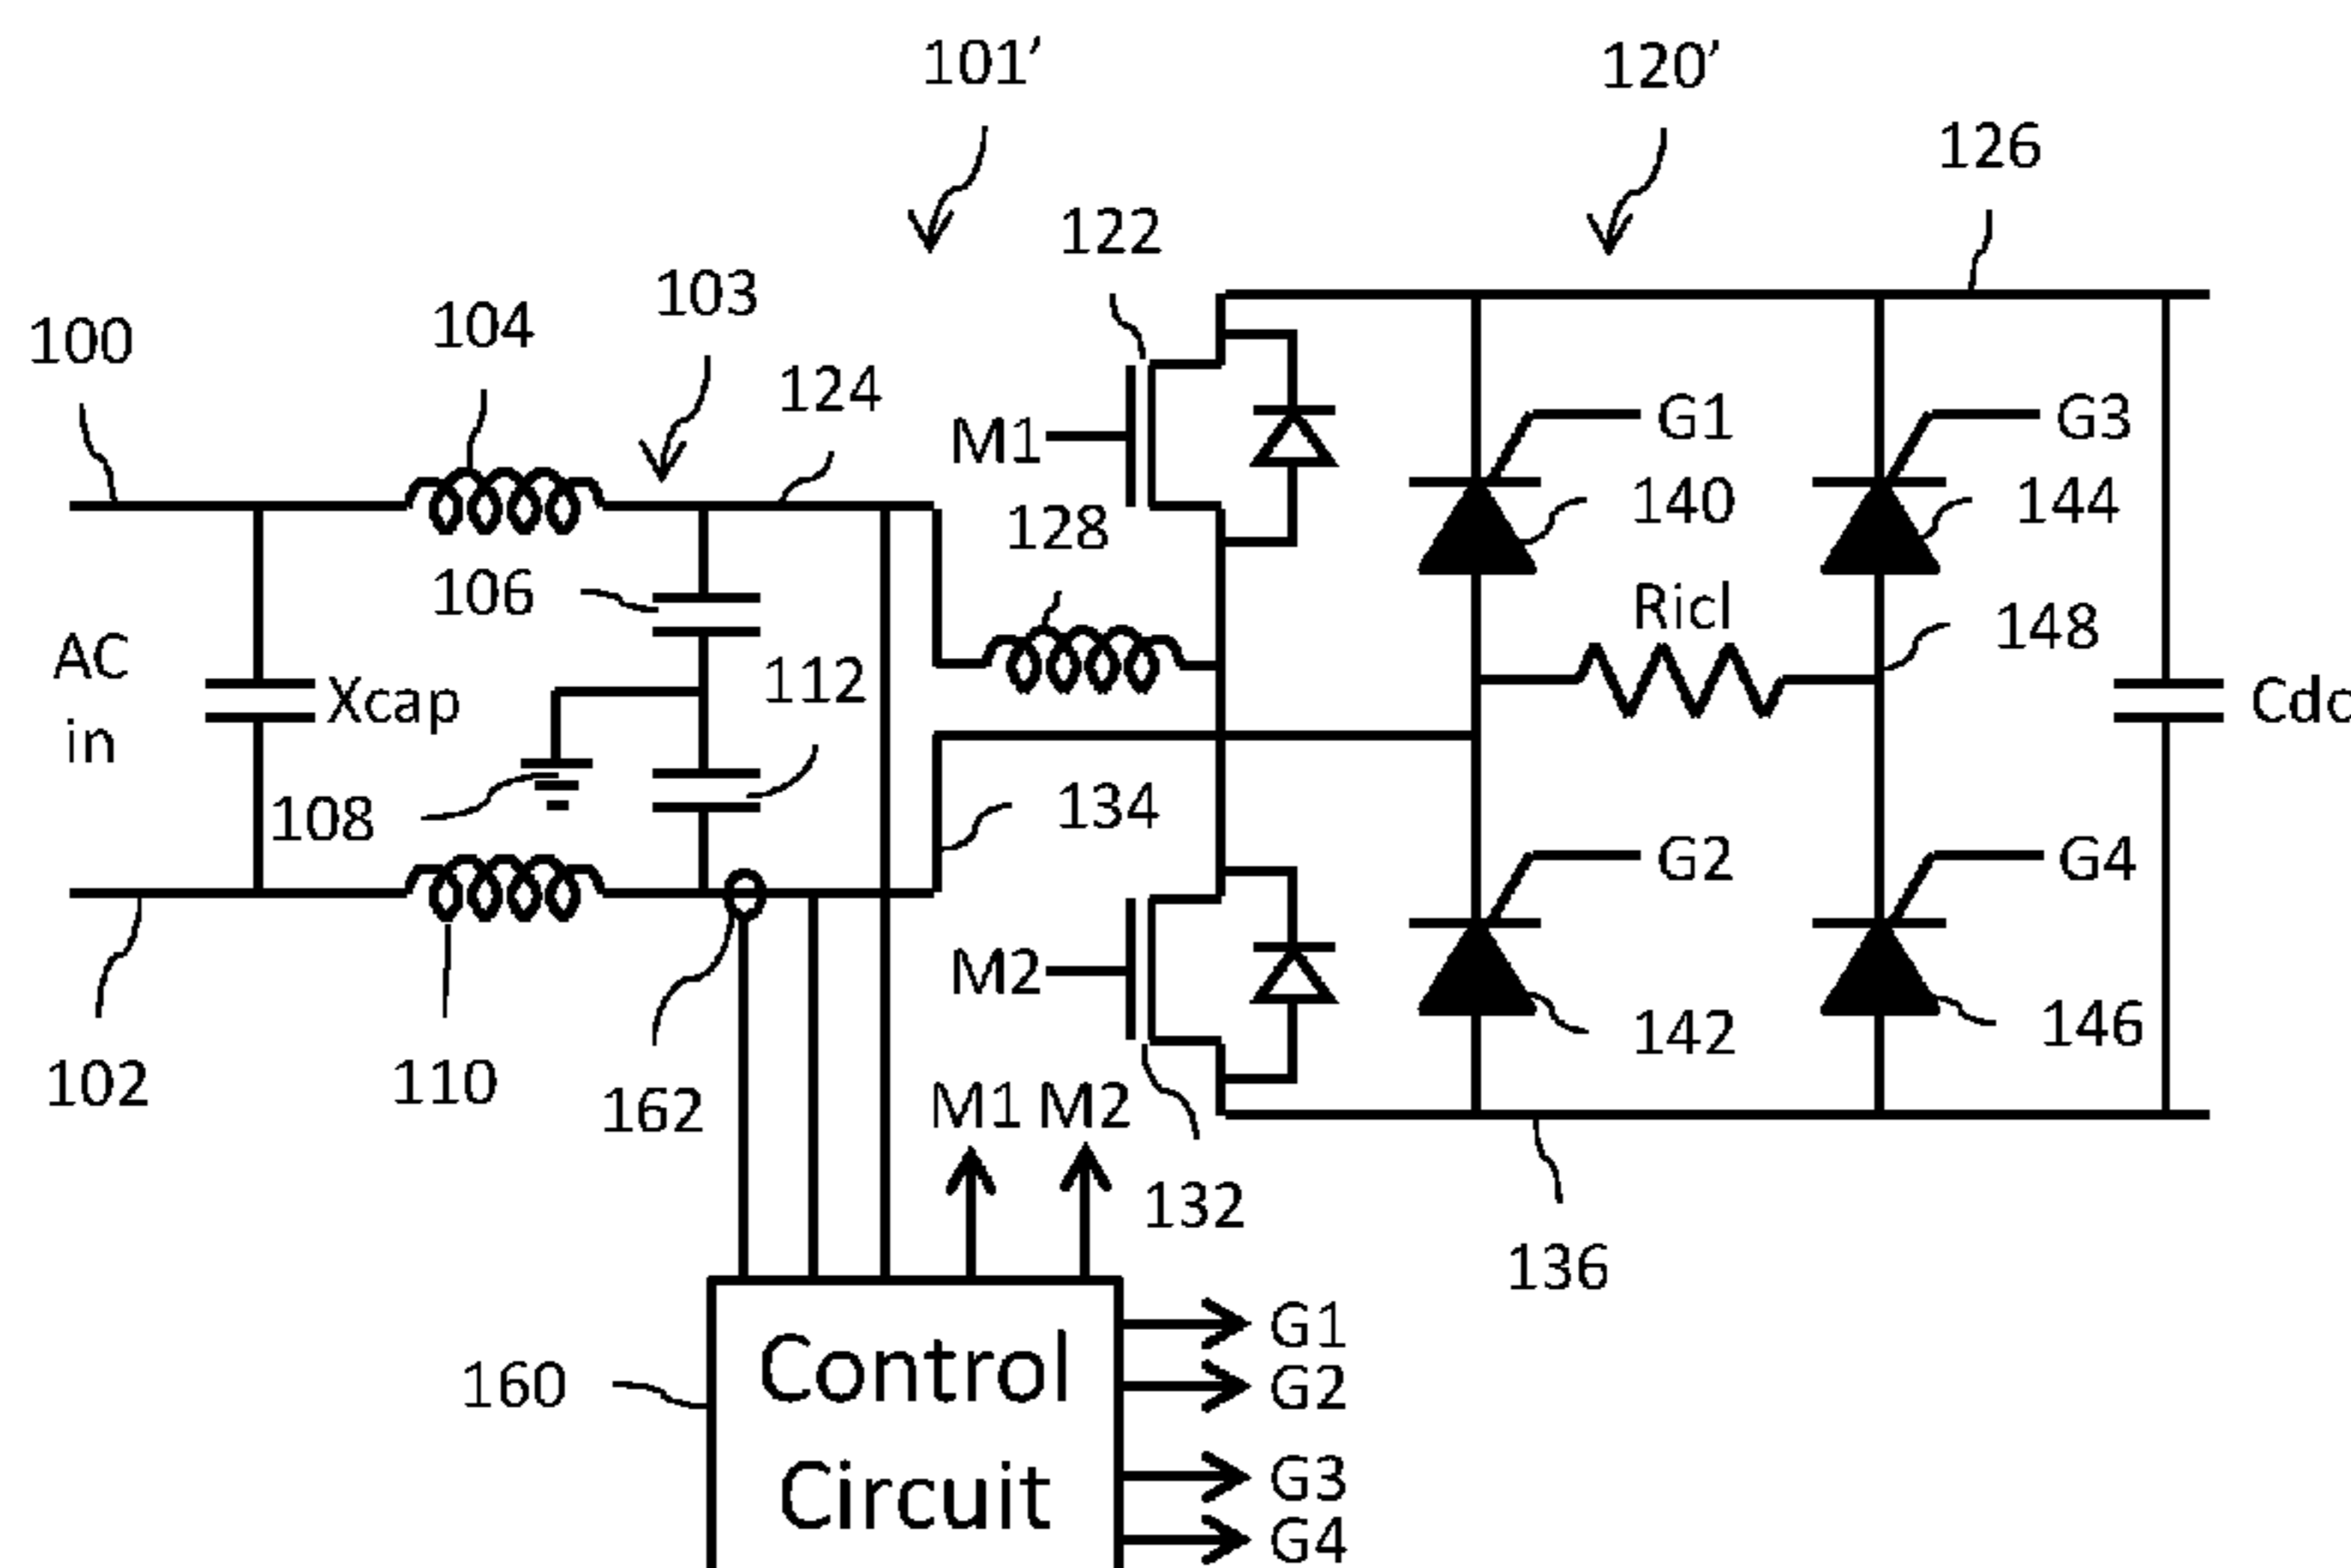 101’
120’
126
122
103
104
100
124
M1
G1
G3
128
140
144
106
Ricl
148
AC
in
Xcap
112
Cdc
108
134
G2
G4
M2
142
146
102
110
162
M1 M2
132
136
Control
Circuit
160
G1
G2
G3
G4